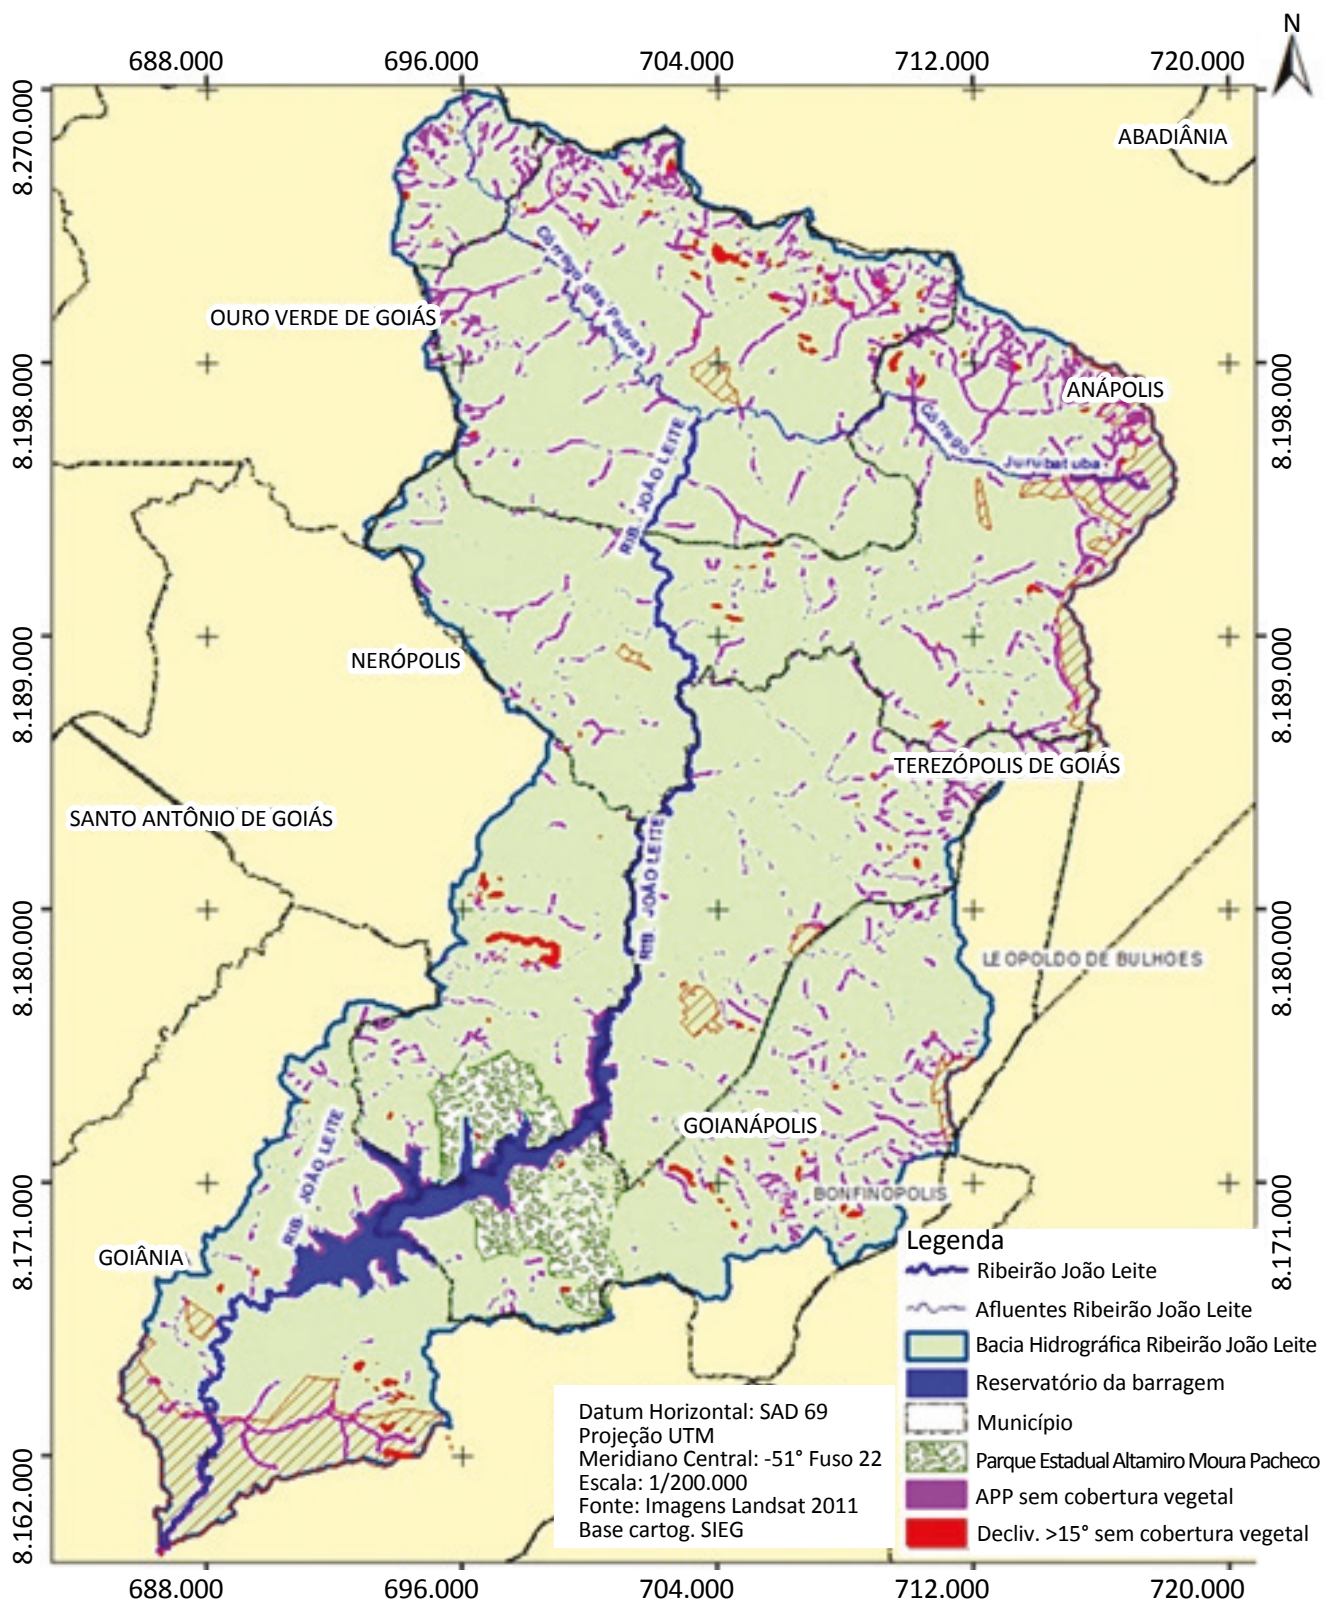 N
688.000 696.000 704.000 712.000 720.000
8.270.000
ABADIÂNIA
Córrego das Pedras
OURO VERDE DE GOIÁS
8.198.000
8.198.000
ANÁPOLIS
Córrego Jurubatuba
RIB. JOÃO LEITE
8.189.000
8.189.000
NERÓPOLIS
TEREZÓPOLIS DE GOIÁS
SANTO ANTÔNIO DE GOIÁS
RIB. JOÃO LEITE
8.180.000
8.180.000
LEOPOLDO DE BULHOES
GOIANÁPOLIS
RIB. JOÃO LEITE
BONFINOPOLIS
8.171.000
8.171.000
GOIÂNIA
Legenda
Ribeirão João Leite
Afluentes Ribeirão João Leite
Bacia Hidrográfica Ribeirão João Leite
Reservatório da barragem
Município
Parque Estadual Altamiro Moura Pacheco
APP sem cobertura vegetal
Decliv. >15° sem cobertura vegetal
Datum Horizontal: SAD 69
Projeção UTM
Meridiano Central: -51° Fuso 22
Escala: 1/200.000
Fonte: Imagens Landsat 2011
Base cartog. SIEG
8.162.000
688.000 696.000 704.000 712.000 720.000